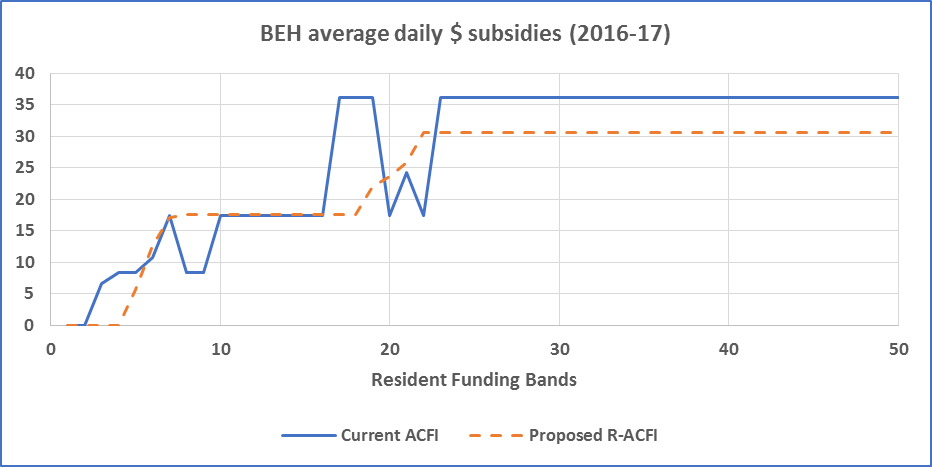 BEH average daily $ subsidies (2016-17)
40
35
30
25
20
15
10
5
0
0 10 20 30 40 50
Resident Funding Bands
Current ACFI Proposed R-ACFI